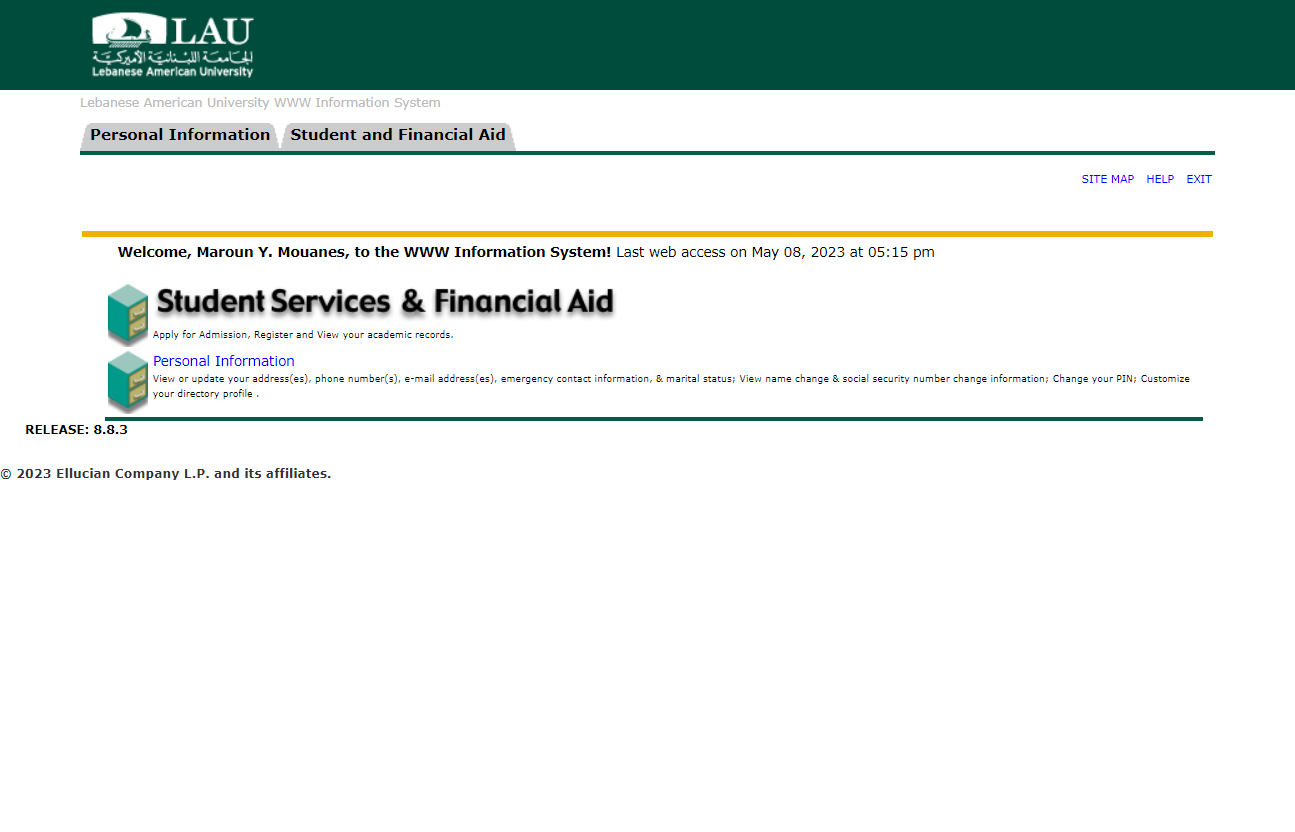 LAU
الجامعة اللبنانية الأميركية
Lebanese American University
Lebanese American University WWW Information System
Personal Information Student and Financial Aid
SITE MAP HELP EXIT
Welcome, Maroun Y. Mouanes, to the WWW Information System! Last web access on May 08, 2023 at 05:15 pm
Student Services & Financial Aid
Apply for Admission, Register and View your academic records.
Personal Information
View or update your address(es), phone number(s), e-mail address(es), emergency contact information, & marital status; View name change & social security number change information; Change your PIN; Customize
your directory profile .
RELEASE: 8.8.3
© 2023 Ellucian Company L.P. and its affiliates.